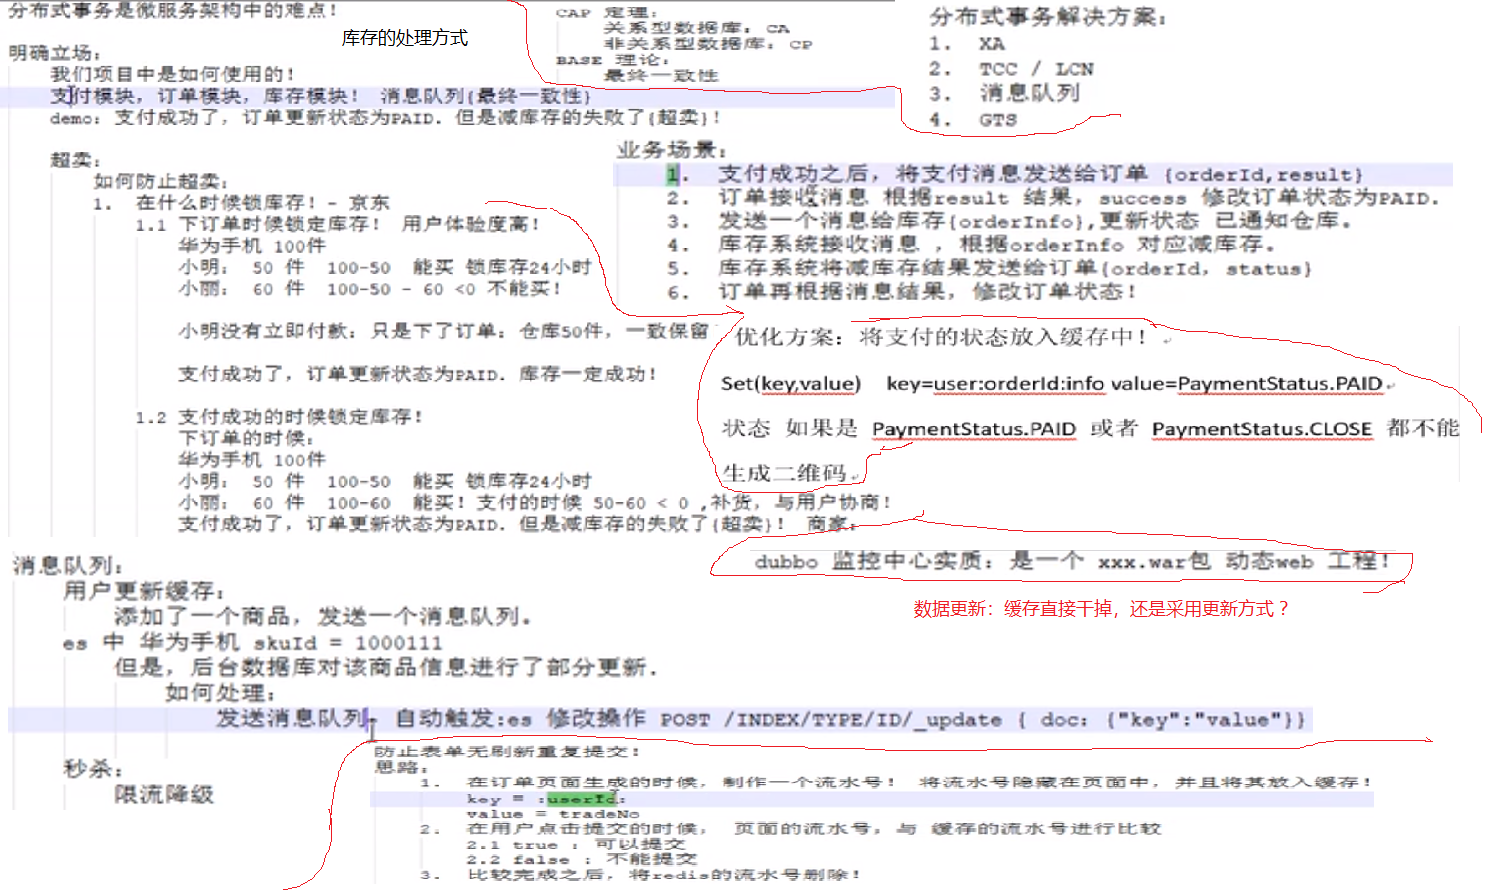 分布式事务是微服务架构中的难点！
库存的处理方式
明确立场：
我们项目中是如何使用的！
支付模块，订单模块，库存模块！ 消息队列{最终一致性}
demo: 支付成功了，订单更新状态为PAID. 但是减库存的失败了{超卖}！
超卖：
如何防止超卖：
1. 在什么时候锁库存！- 京东
1.1 下订单时候锁定库存！ 用户体验度高！
华为手机 100件
小明： 50 件 100-50 能买 锁库存24小时
小丽： 60 件 100-50 - 60 <0 不能买！
小明没有立即付款：只是下了订单：仓库50件，一致保留
支付成功了，订单更新状态为PAID. 库存一定成功！
1.2 支付成功的时候锁定库存！
下订单的时候：
华为手机 100件
小明： 50 件 100-50 能买 锁库存24小时
小丽： 60 件 100-60 能买！支付的时候 50-60 < 0 ,补货，与用户协商！
支付成功了，订单更新状态为PAID. 但是减库存的失败了{超卖}！ 商家：
CAP 定理：
关系型数据库：CA
非关系型数据库：CP
BASE 理论：
最终一致性
分布式事务解决方案：
1. XA
2. TCC / LCN
3. 消息队列
4. GTS
业务场景：
1. 支付成功之后，将支付消息发送给订单 {orderId,result}
2. 订单接收消息 根据result 结果，success 修改订单状态为PAID.
3. 发送一个消息给库存{orderInfo},更新状态 已通知仓库。
4. 库存系统接收消息 ，根据orderInfo 对应减库存。
5. 库存系统将减库存结果发送给订单{orderId, status}
6. 订单再根据消息结果，修改订单状态！
优化方案：将支付的状态放入缓存中！
Set(key,value) key=user:orderId:info value=PaymentStatus.PAID
状态 如果是 PaymentStatus.PAID 或者 PaymentStatus.CLOSE 都不能
生成二维码
dubbo 监控中心实质：是一个 xxx.war包 动态web 工程！
数据更新：缓存直接干掉，还是采用更新方式？
消息队列：
用户更新缓存：
添加了一个商品，发送一个消息队列。
es 中 华为手机 skuId = 1000111
但是，后台数据库对该商品信息进行了部分更新.
如何处理：
发送消息队列， 自动触发:es 修改操作 POST /INDEX/TYPE/ID/_update { doc: {"key":"value"}}
秒杀：
限流降级
防止表单无刷新重复提交：
思路：
1. 在订单页面生成的时候，制作一个流水号！ 将流水号隐藏在页面中，并且将其放入缓存！
key = :userId:
value = tradeNo
2. 在用户点击提交的时候， 页面的流水号，与 缓存的流水号进行比较
2.1 true : 可以提交
2.2 false : 不能提交
3. 比较完成之后，将redis的流水号删除！